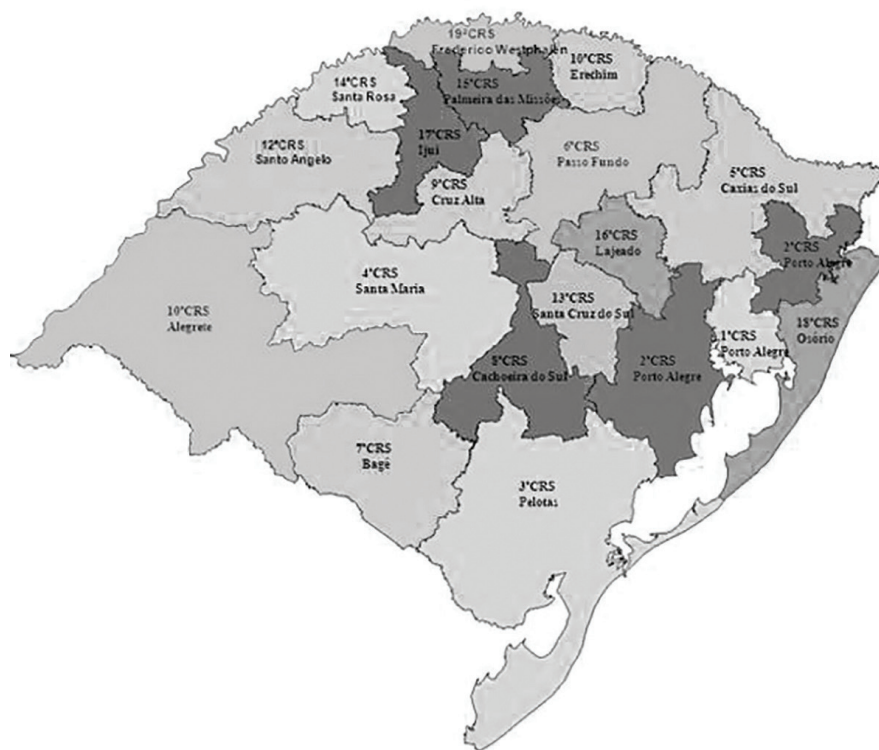 19ªCRS
Frederico Westphalen
10ªCRS
Erechim
14ªCRS
Santa Rosa
15ªCRS
Palmeira das Missões
17ªCRS
Ijuí
12ªCRS
Santo Angelo
6ªCRS
Passo Fundo
9ªCRS
Cruz Alta
5ªCRS
Caxias do Sul
2ªCRS
Porto Alegre
16ªCRS
Lajeado
4ªCRS
Santa Maria
13ªCRS
Santa Cruz do Sul
10ªCRS
Alegrete
18ªCRS
Osório
1ªCRS
Porto Alegre
8ªCRS
Cachoeira do Sul
2ªCRS
Porto Alegre
7ªCRS
Bagé
3ªCRS
Pelotas